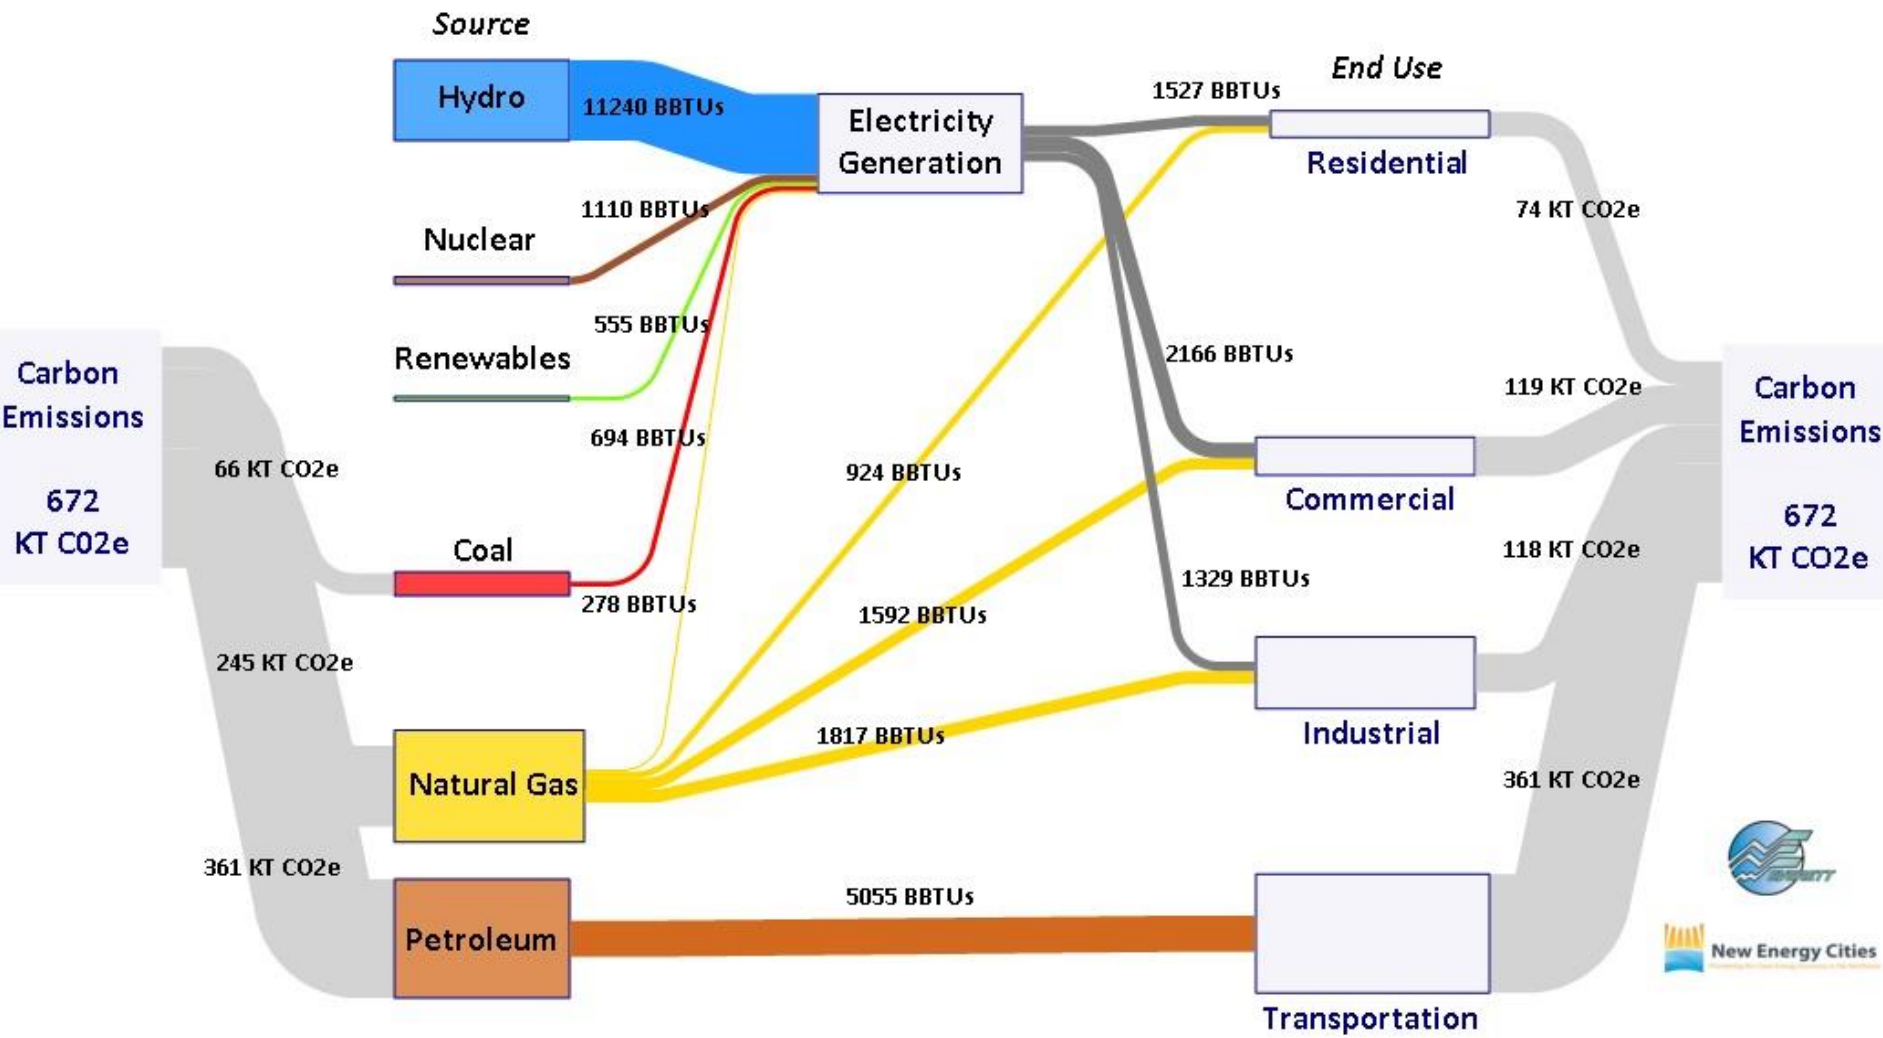 Source
End Use
Hydro
11240 BBTUs
Electricity
Generation
1527 BBTUs
Residential
74 KT CO2e
Nuclear
1110 BBTUs
Renewables
555 BBTUs
694 BBTUs
Carbon
Emissions
672
KT C02e
66 KT CO2e
245 KT CO2e
361 KT CO2e
Coal
278 BBTUs
Natural Gas
Petroleum
924 BBTUs
1592 BBTUs
1817 BBTUs
5055 BBTUs
2166 BBTUs
1329 BBTUs
Commercial
Industrial
Transportation
119 KT CO2e
118 KT CO2e
361 KT CO2e
Carbon
Emissions
672
KT CO2e
EVERETT
New Energy Cities